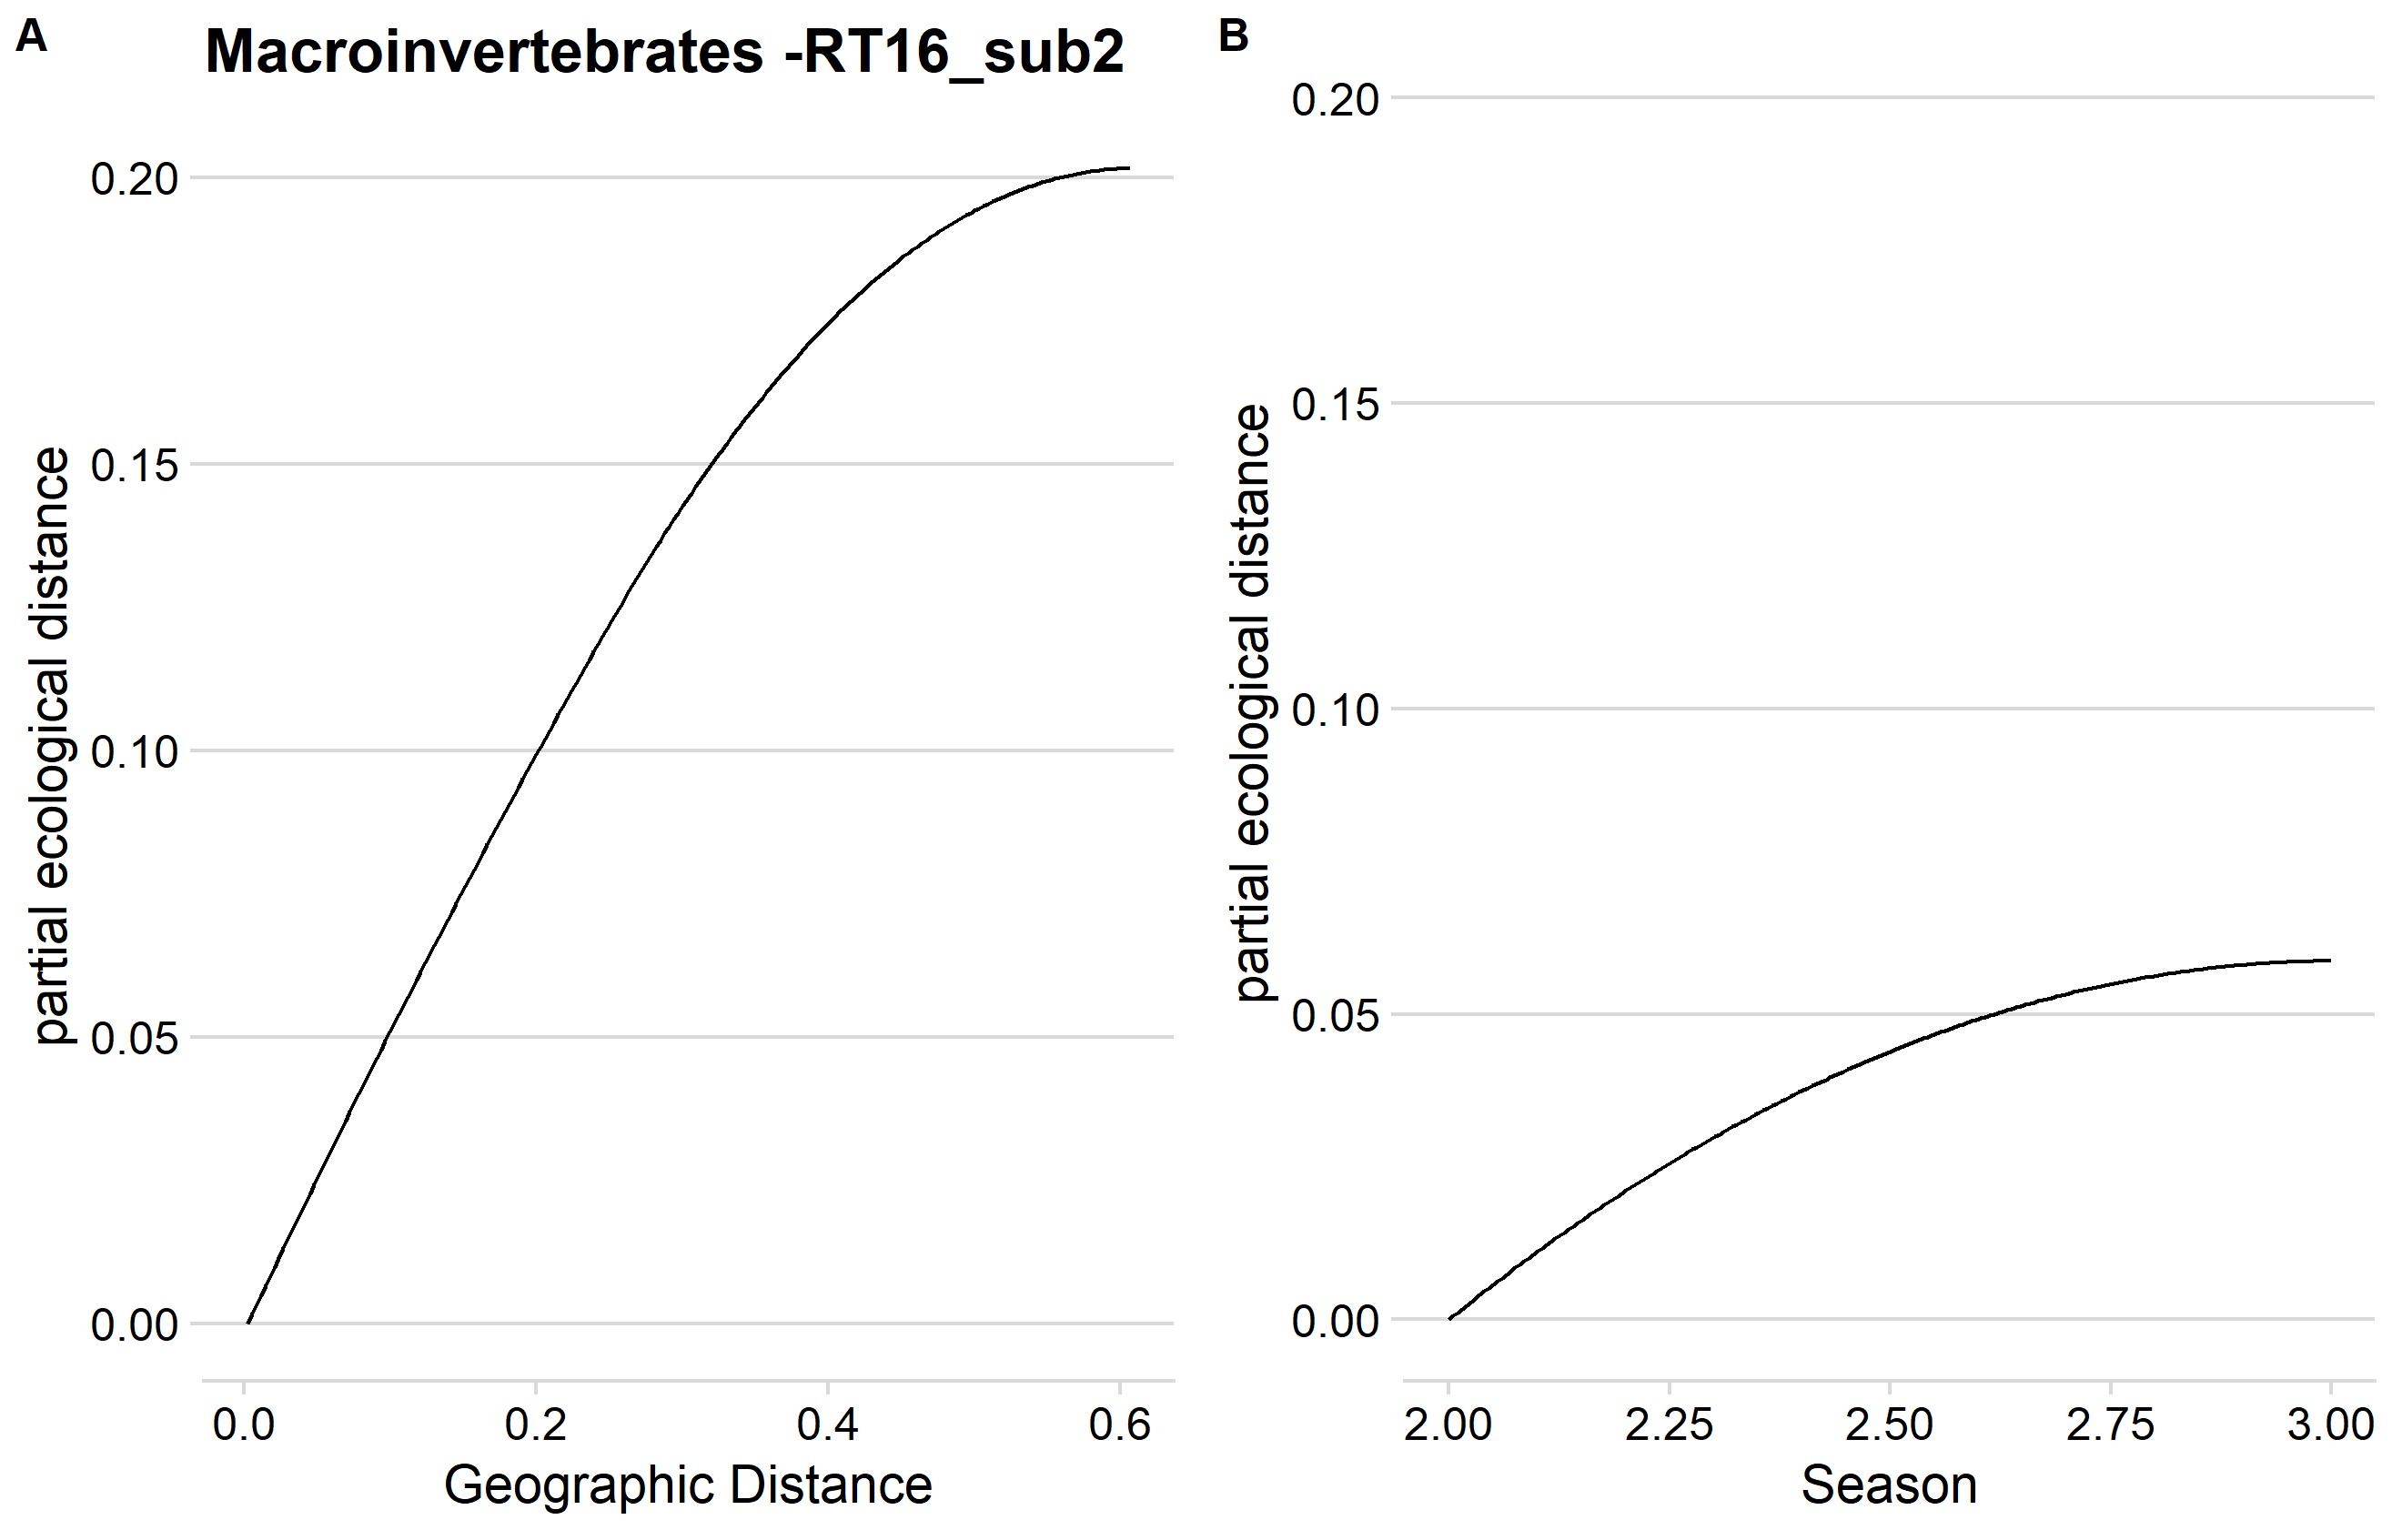 A
Macroinvertebrates -RT16_sub2
partial ecological distance
0.20
0.15
0.10
0.05
0.00
0.0 0.2 0.4 0.6
Geographic Distance
B
partial ecological distance
0.20
0.15
0.10
0.05
0.00
2.00 2.25 2.50 2.75 3.00
Season